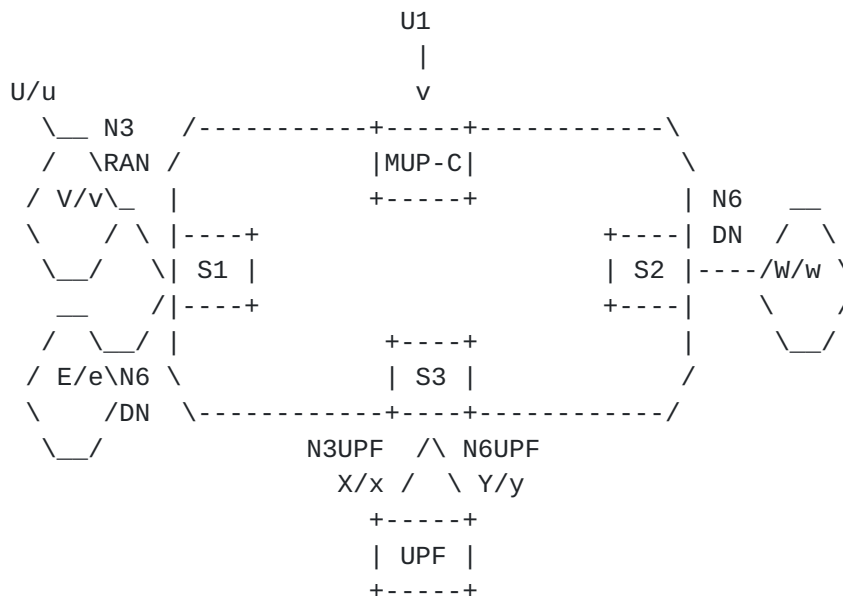 U1
|
v
U/u
\__ N3 /-----------+-----+------------\
/ \RAN / |MUP-C| \
/ V/v\_ | +-----+ | N6 __
\ / \ |----+ +----| DN / \
\__/ \| S1 | | S2 |----/W/w \
__ /|----+ +----| \ /
/ \__/ | +----+ | \__/
/ E/e\N6 \ | S3 | /
\ /DN \------------+----+------------/
\__/ N3UPF /\ N6UPF
X/x / \ Y/y
+-----+
| UPF |
+-----+